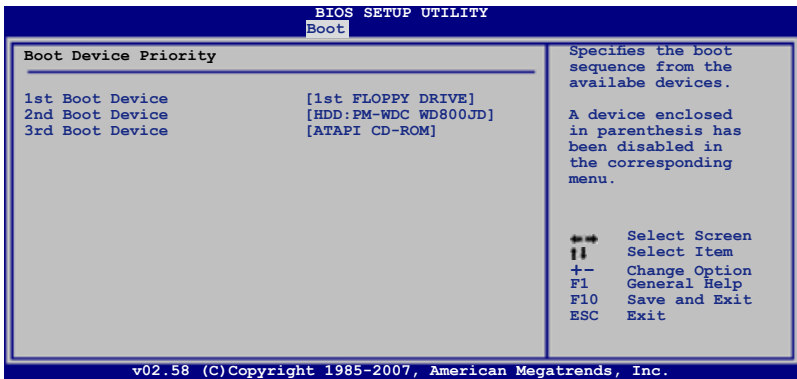 BIOS SETUP UTILITY
Boot
Boot Device Priority
1st Boot Device [1st FLOPPY DRIVE]
2nd Boot Device [HDD:PM-WDC WD800JD]
3rd Boot Device [ATAPI CD-ROM]
Specifies the boot
sequence from the
availabe devices.
A device enclosed
in parenthesis has
been disabled in
the corresponding
menu.
Select Screen
Select Item
+- Change Option
F1 General Help
F10 Save and Exit
ESC Exit
v02.58 (C)Copyright 1985-2007, American Megatrends, Inc.